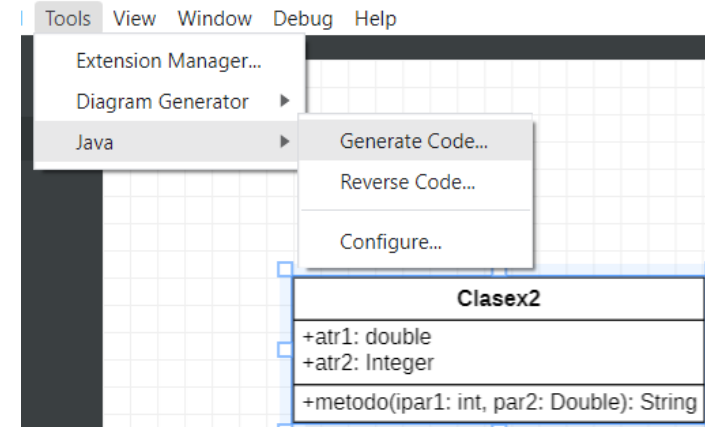 Tools View Window Debug Help
Extension Manager...
Diagram Generator
Java
Generate Code...
Reverse Code...
Configure...
Clasex2
+atr1: double
+atr2: Integer
+metodo(ipar1: int, par2: Double): String